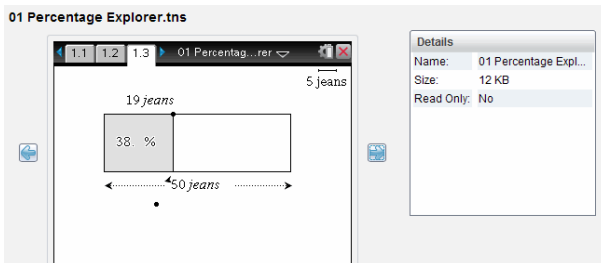 01 Percentage Explorer.tns
1.1 1.2 1.3 01 Percentag...rer
5 jeans
19 jeans
38. %
50 jeans
Details
Name: 01 Percentage Expl...
Size: 12 KB
Read Only: No